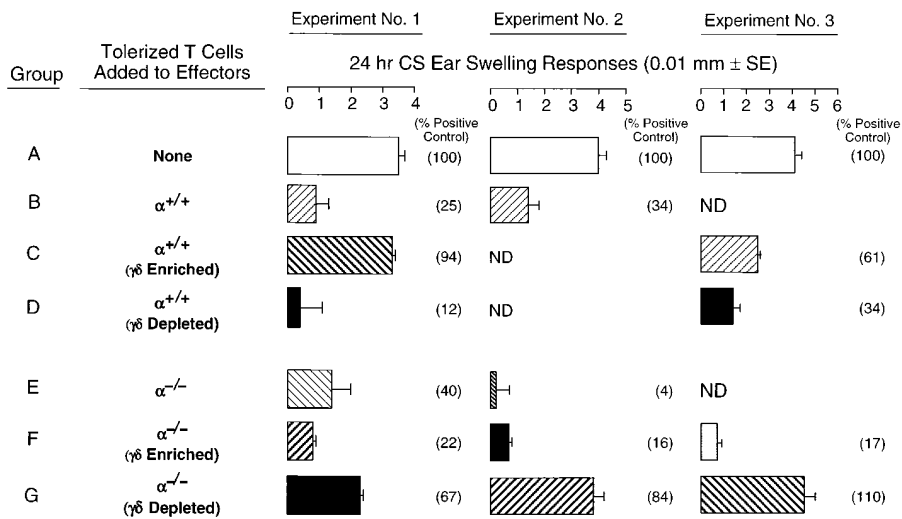 Experiment No. 1 Experiment No. 2 Experiment No. 3
Group
Tolerized T Cells
Added to Effectors
24 hr CS Ear Swelling Responses (0.01 mm ± SE)
0 1 2 3 4 0 1 2 3 4 5 0 1 2 3 4 5 6
(% Positive
Control) (% Positive
Control) (% Positive
Control)
A None (100) (100) (100)
B α+/+ (25) (34) ND
C α+/+
(γδ Enriched) (94) ND (61)
D α+/+
(γδ Depleted) (12) ND (34)
E α−/− (40) (4) ND
F α−/−
(γδ Enriched) (22) (16) (17)
G α−/−
(γδ Depleted) (67) (84) (110)